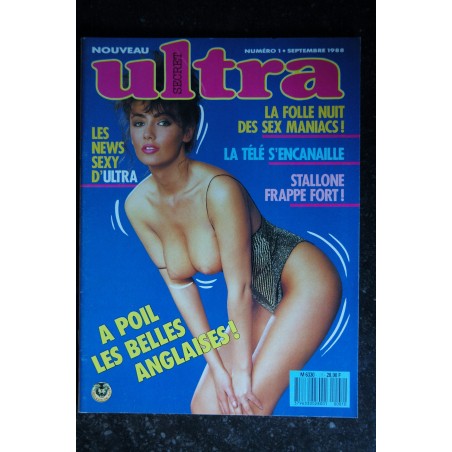 NOUVEAU
NUMÉRO 1 • SEPTEMBRE 1988
ultra
SECRET
LA FOLLE NUIT
DES SEX MANIACS !
LES
NEWS
SEXY
D'ULTRA
LA TÉLÉ S'ENCANAILLE
STALLONE
FRAPPE FORT !
A POIL
LES BELLES
ANGLAISES !